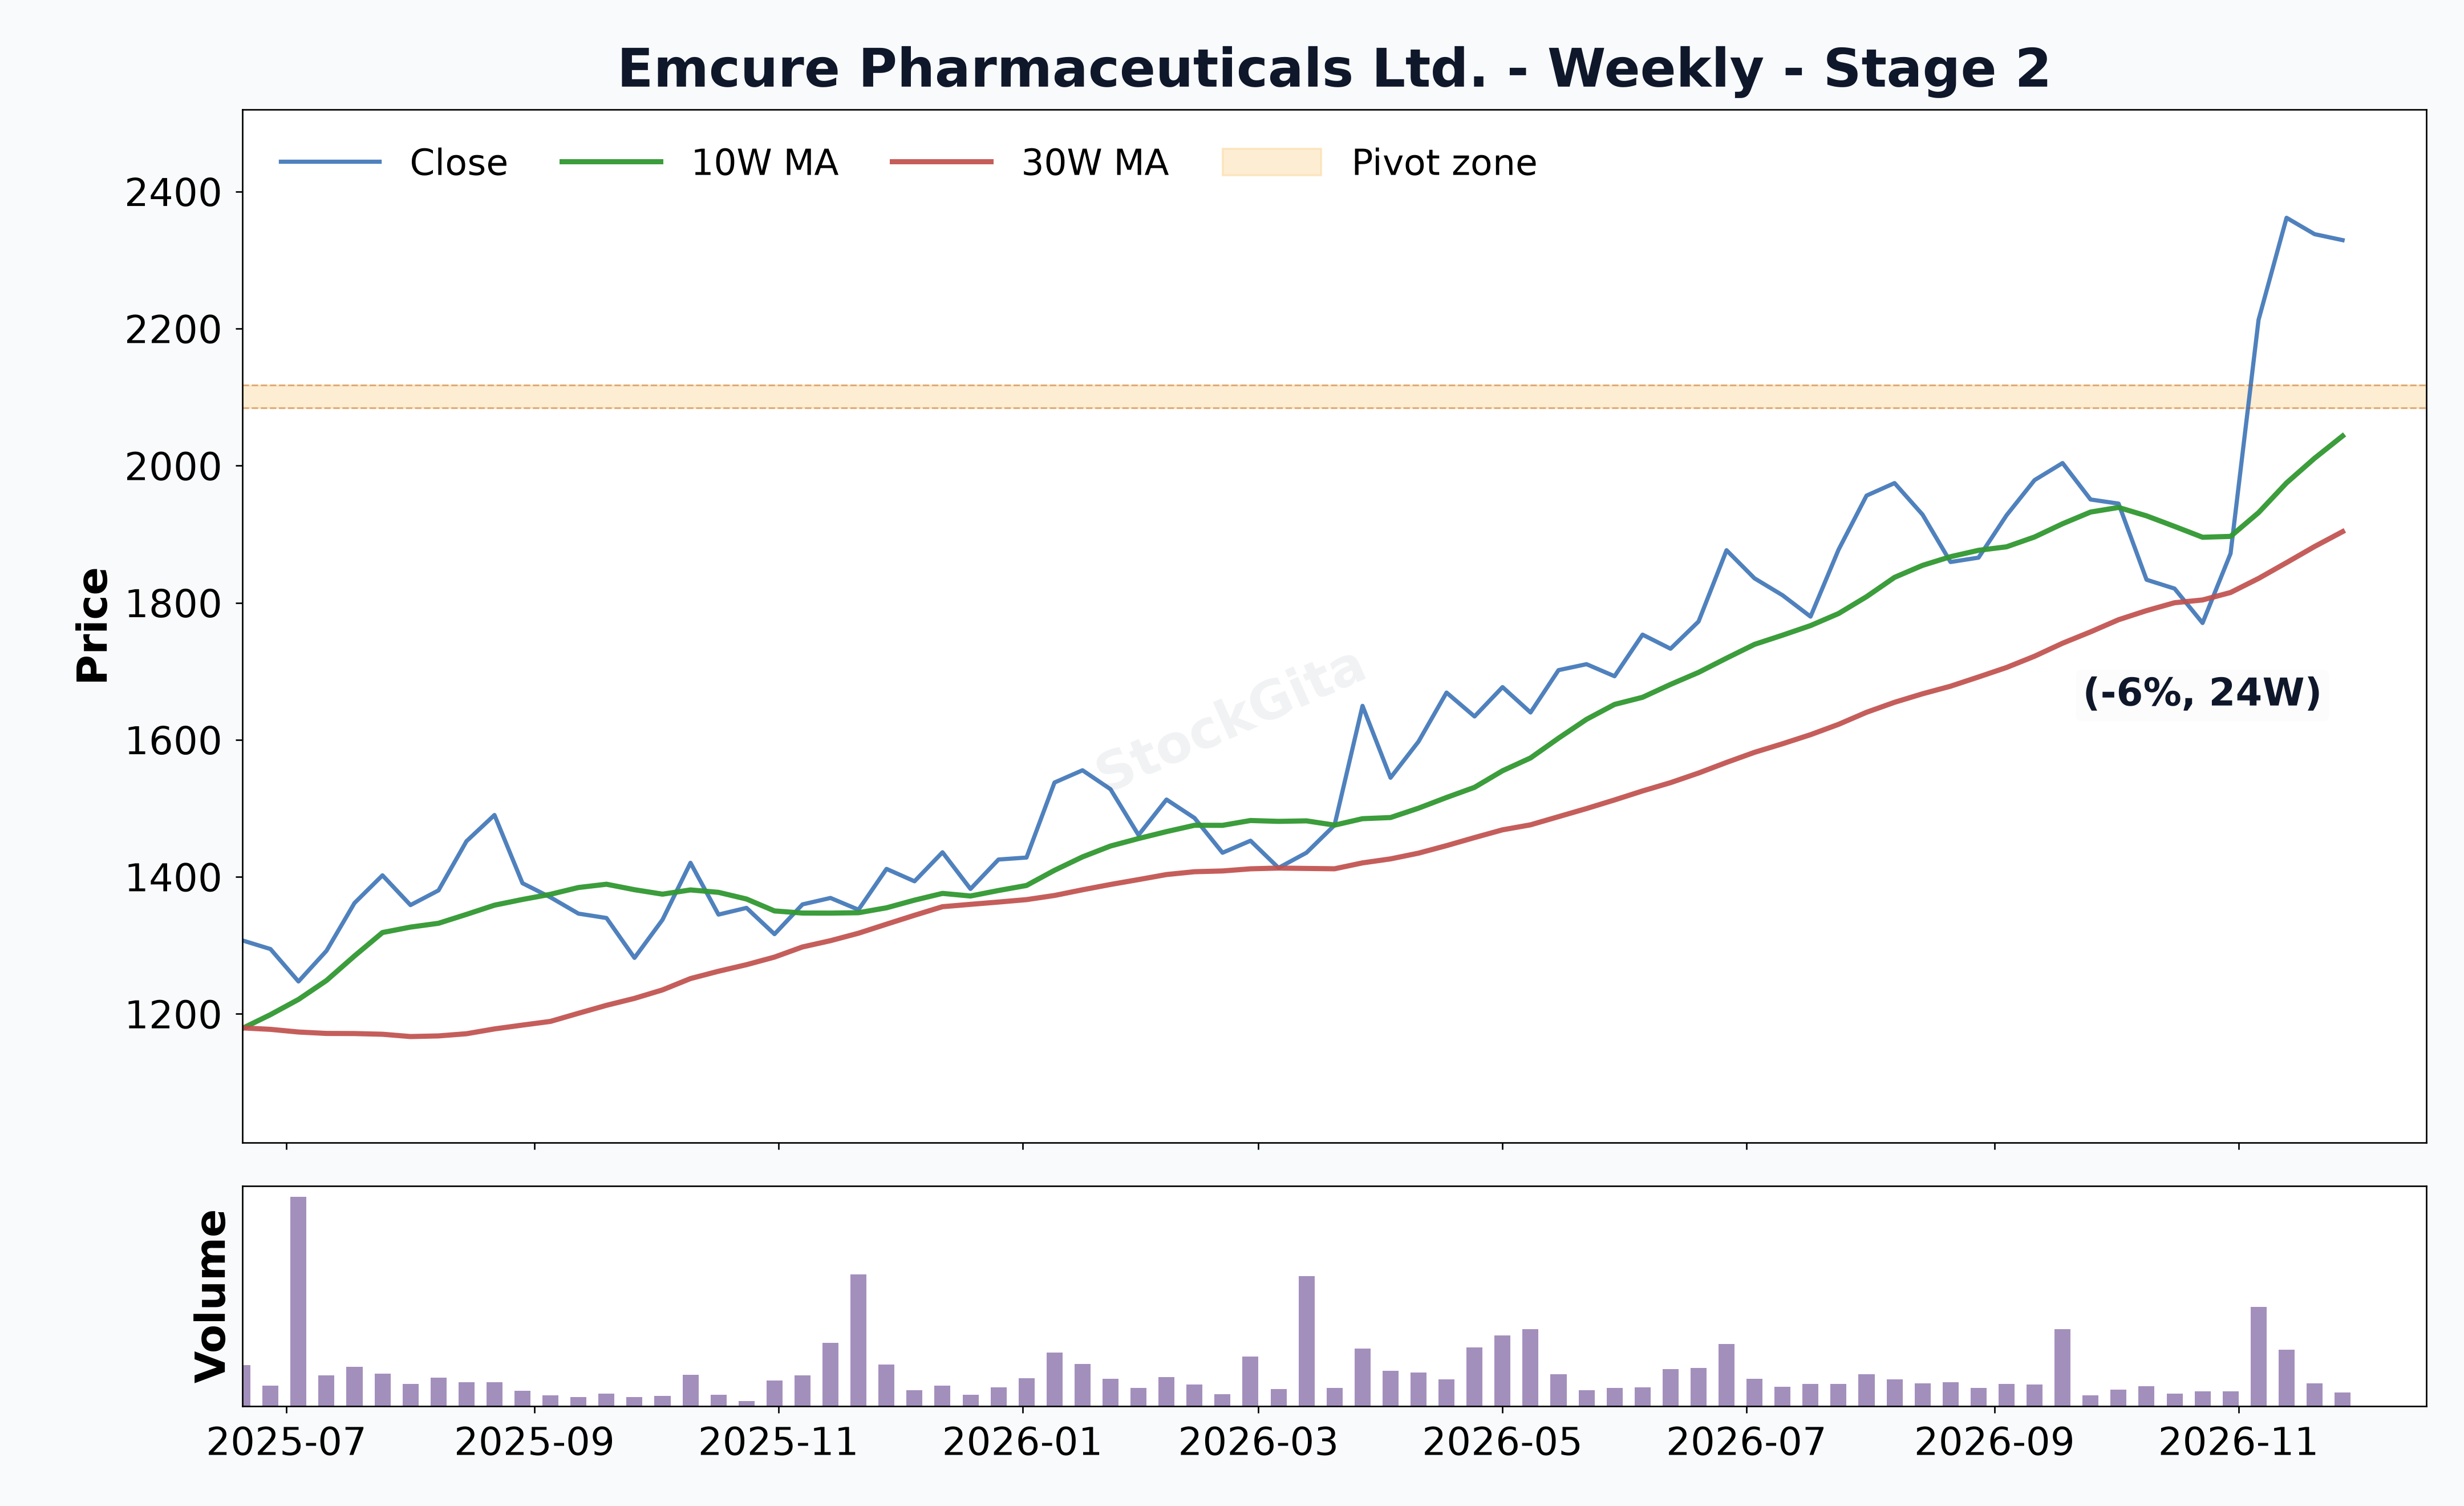 Emcure Pharmaceuticals Ltd. - Weekly - Stage 2
Close 10W MA 30W MA Pivot zone
2400
2200
2000
1800
1600
1400
1200
Price
StockGita
(-6%, 24W)
Volume
2025-07 2025-09 2025-11 2026-01 2026-03 2026-05 2026-07 2026-09 2026-11